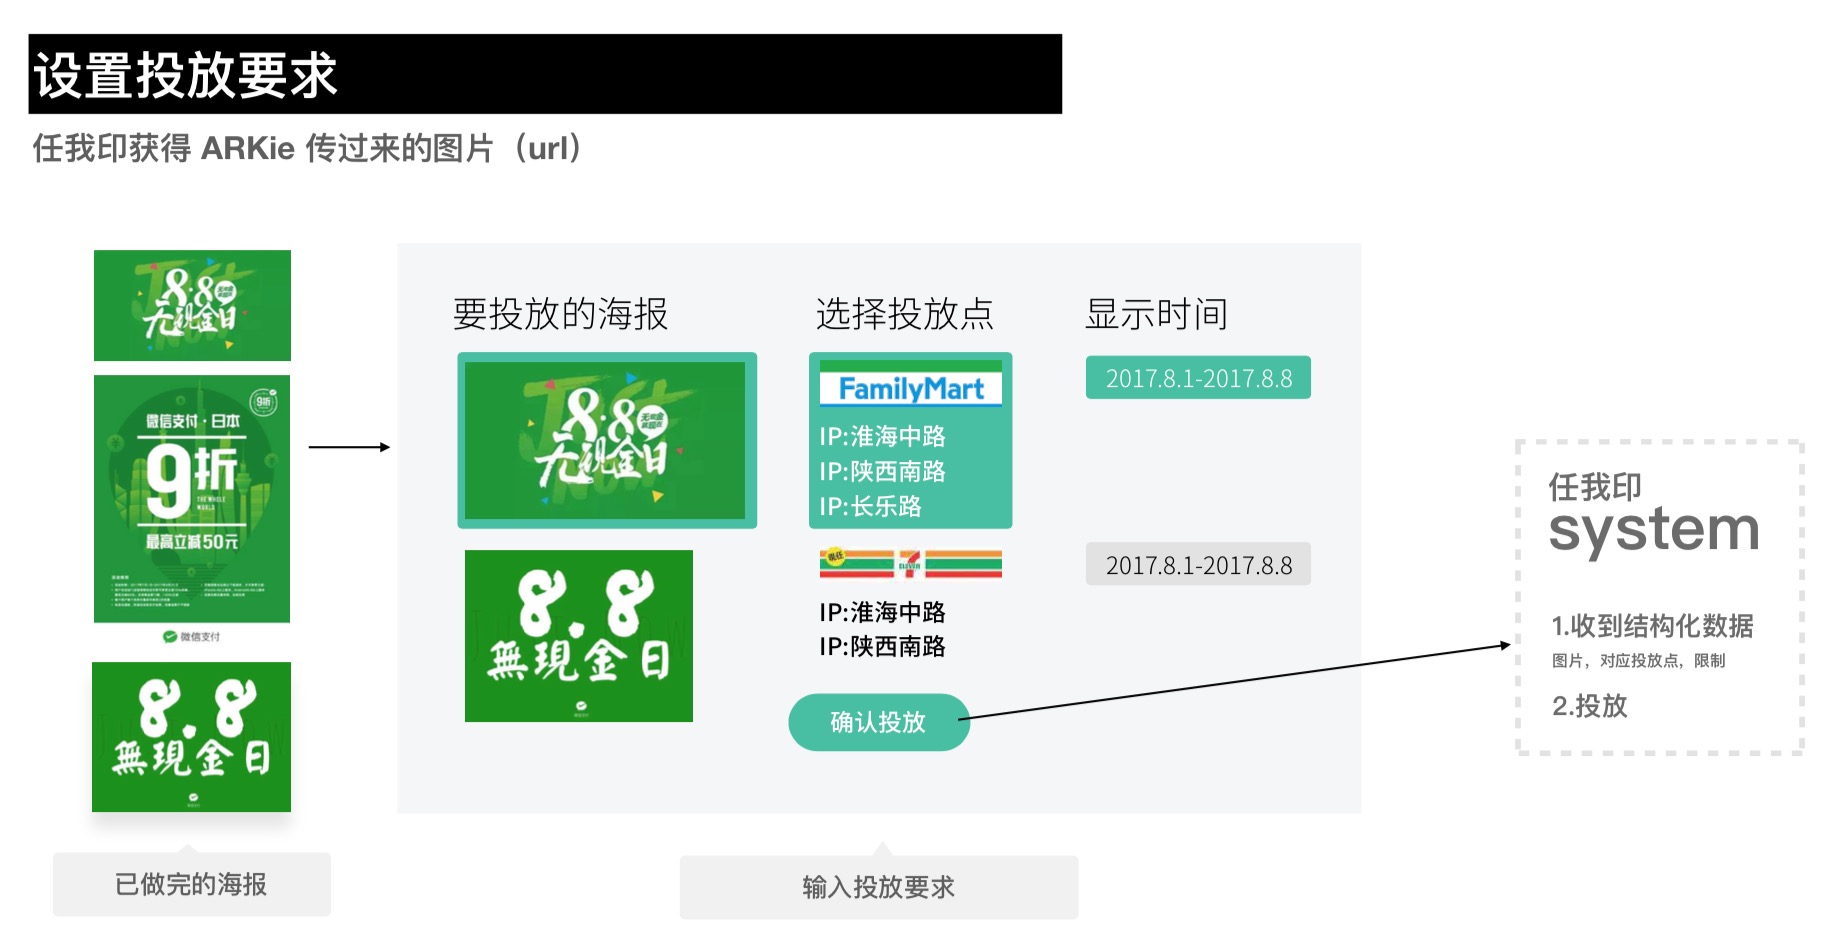 设置投放要求
任我印获得 ARKie 传过来的图片（url）
8.8
无现金日
微信支付·日本
9折
9折
THE WHOLE
WORLD
最高立减50元
微信支付
8.8
無現金日
已做完的海报
要投放的海报
8.8
无现金日
8.8
無現金日
选择投放点
FamilyMart
IP:淮海中路
IP:陕西南路
IP:长乐路
ELEVEN
IP:淮海中路
IP:陕西南路
确认投放
显示时间
2017.8.1-2017.8.8
2017.8.1-2017.8.8
输入投放要求
任我印
system
1.收到结构化数据
图片，对应投放点，限制
2.投放